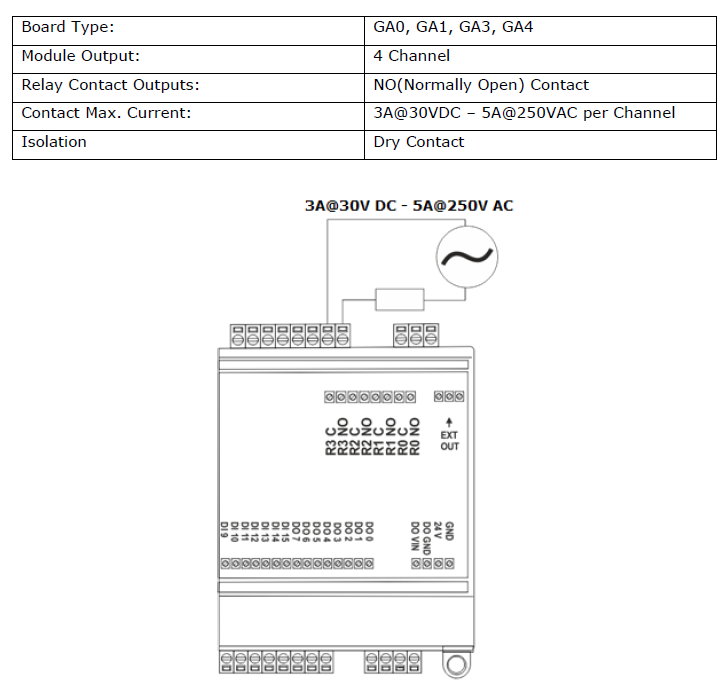 Board Type: GA0, GA1, GA3, GA4
Module Output: 4 Channel
Relay Contact Outputs: NO(Normally Open) Contact
Contact Max. Current: 3A@30VDC – 5A@250VAC per Channel
Isolation Dry Contact
3A@30V DC - 5A@250V AC
R3 C
R3 NO
R2 C
R2 NO
R1 C
R1 NO
R0 C
R0 NO
EXT
OUT
DI 9
DI 10
DI 11
DI 12
DI 13
DI 14
DI 15
DO 7
DO 6
DO 5
DO 4
DO 3
DO 2
DO 1
DO 0
DO VIN
DO GND
24 V
GND